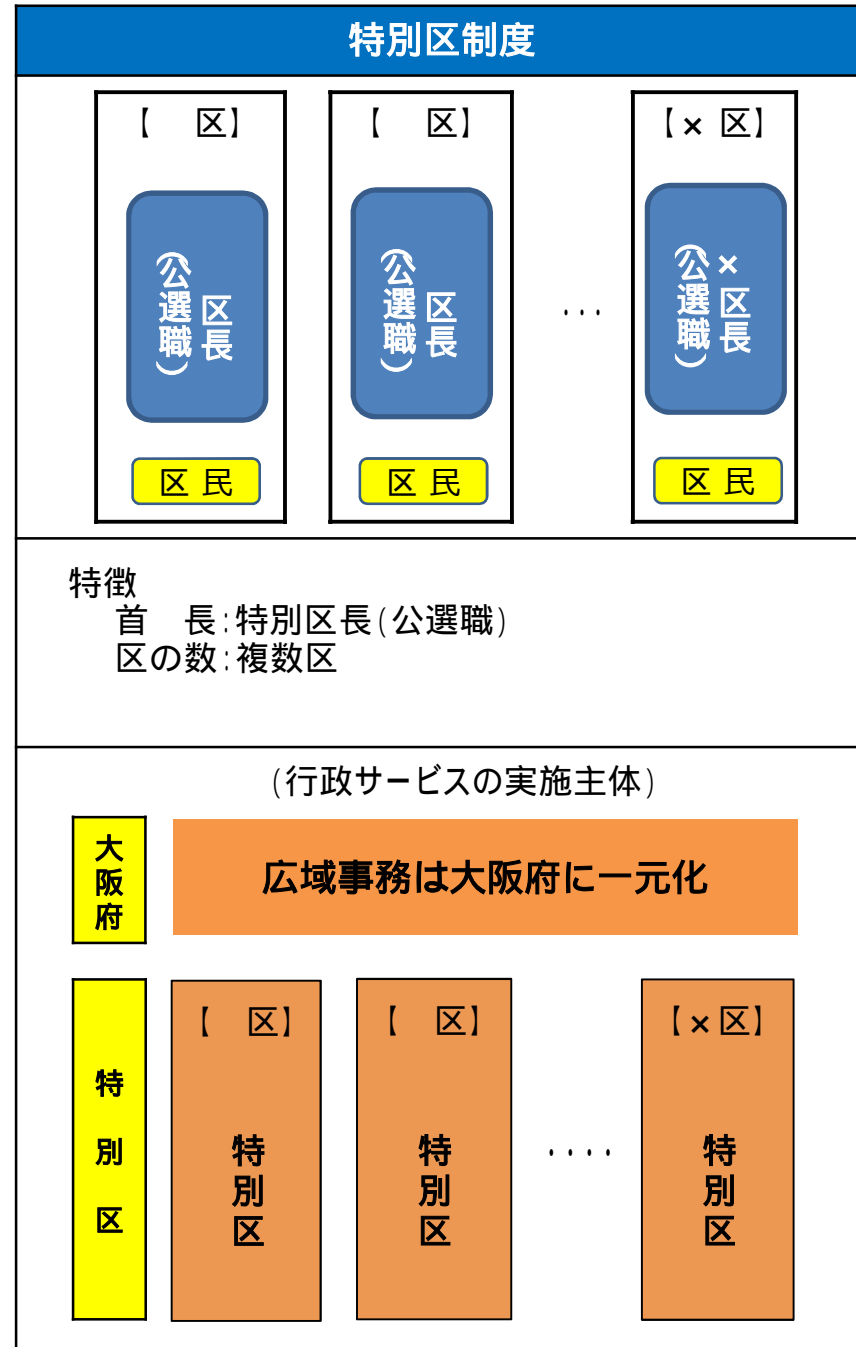 特別区制度
【　区】
【　区】
【×区】
区長
(公選職)
区長
(公選職)
…
×区長
(公選職)
区民
区民
区民
特徴
首　長:特別区長(公選職)
区の数:複数区
(行政サービスの実施主体)
大阪府
広域事務は大阪府に一元化
特別区
【　区】
特別区
【　区】
特別区
‥‥
【×区】
特別区